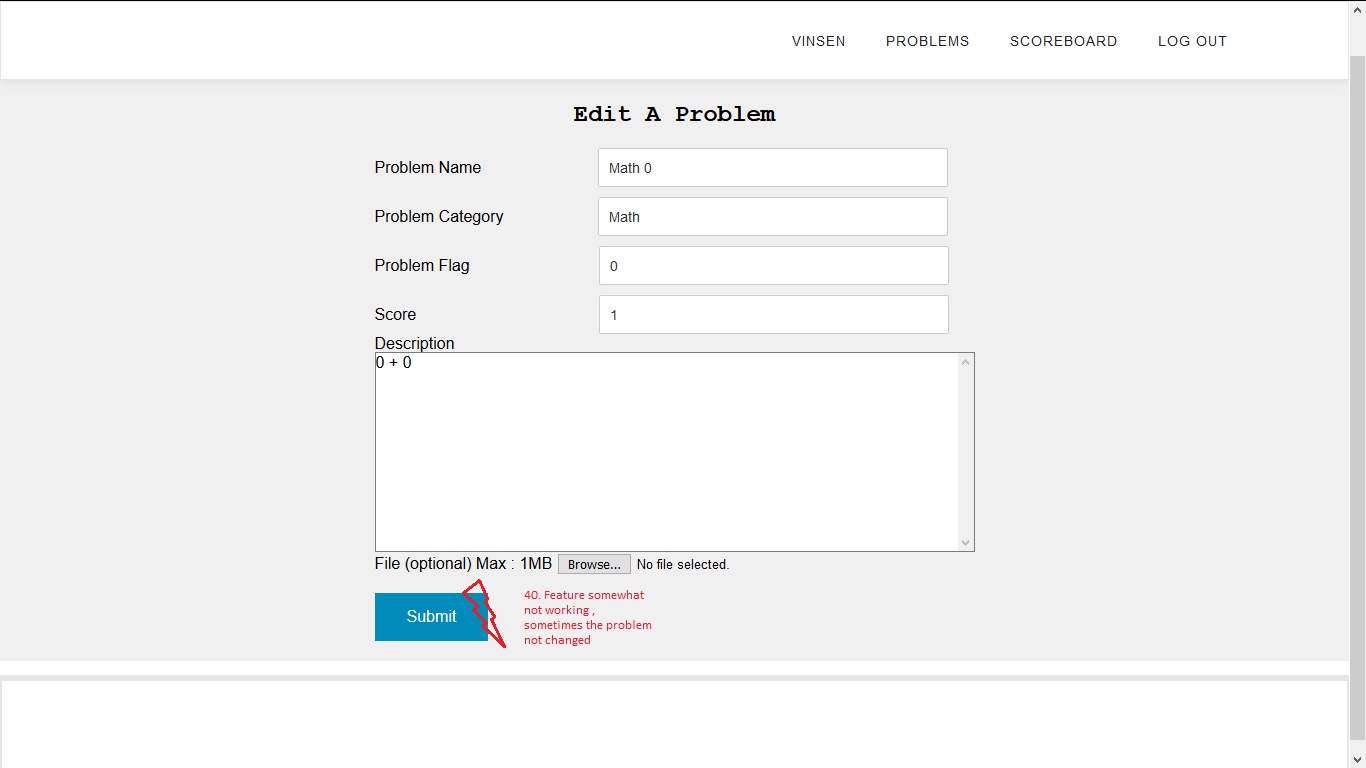 VINSEN PROBLEMS SCOREBOARD LOG OUT
Edit A Problem
Problem Name Math 0
Problem Category Math
Problem Flag 0
Score 1
Description
0 + 0
File (optional) Max : 1MB Browse... No file selected.
Submit
40. Feature somewhat
not working ,
sometimes the problem
not changed